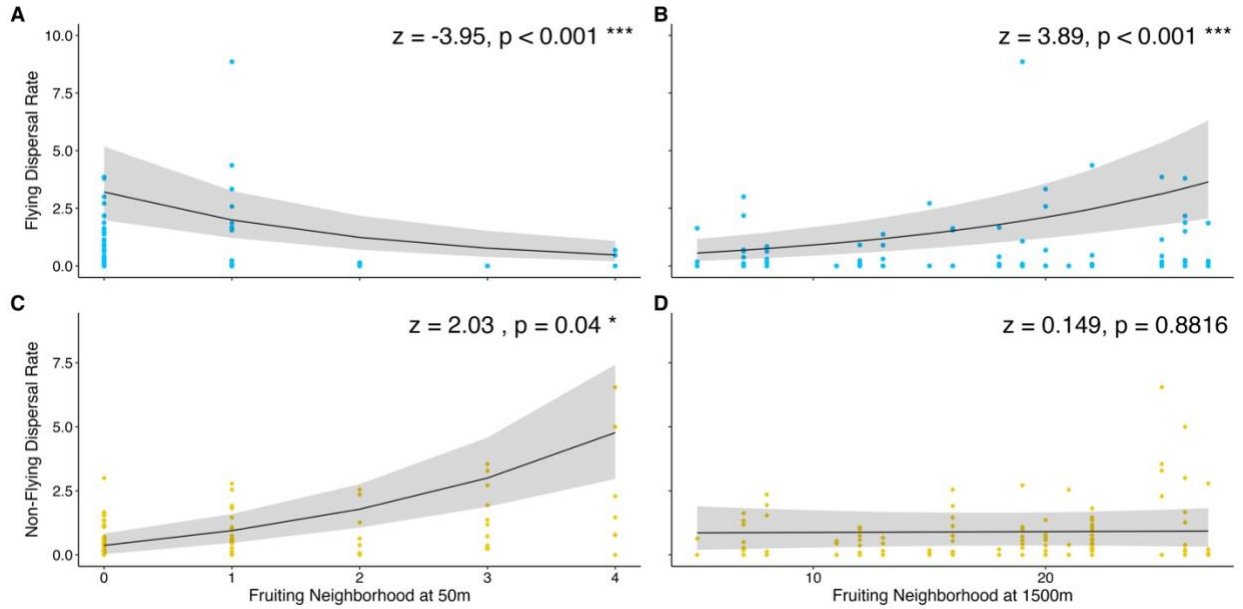 A
z = -3.95, p < 0.001 ***
10.0
7.5
5.0
2.5
0.0
Flying Dispersal Rate
B
z = 3.89, p < 0.001 ***
C
z = 2.03 , p = 0.04 *
7.5
5.0
2.5
0.0
Non-Flying Dispersal Rate
0 1 2 3 4
Fruiting Neighborhood at 50m
D
z = 0.149, p = 0.8816
10 20
Fruiting Neighborhood at 1500m